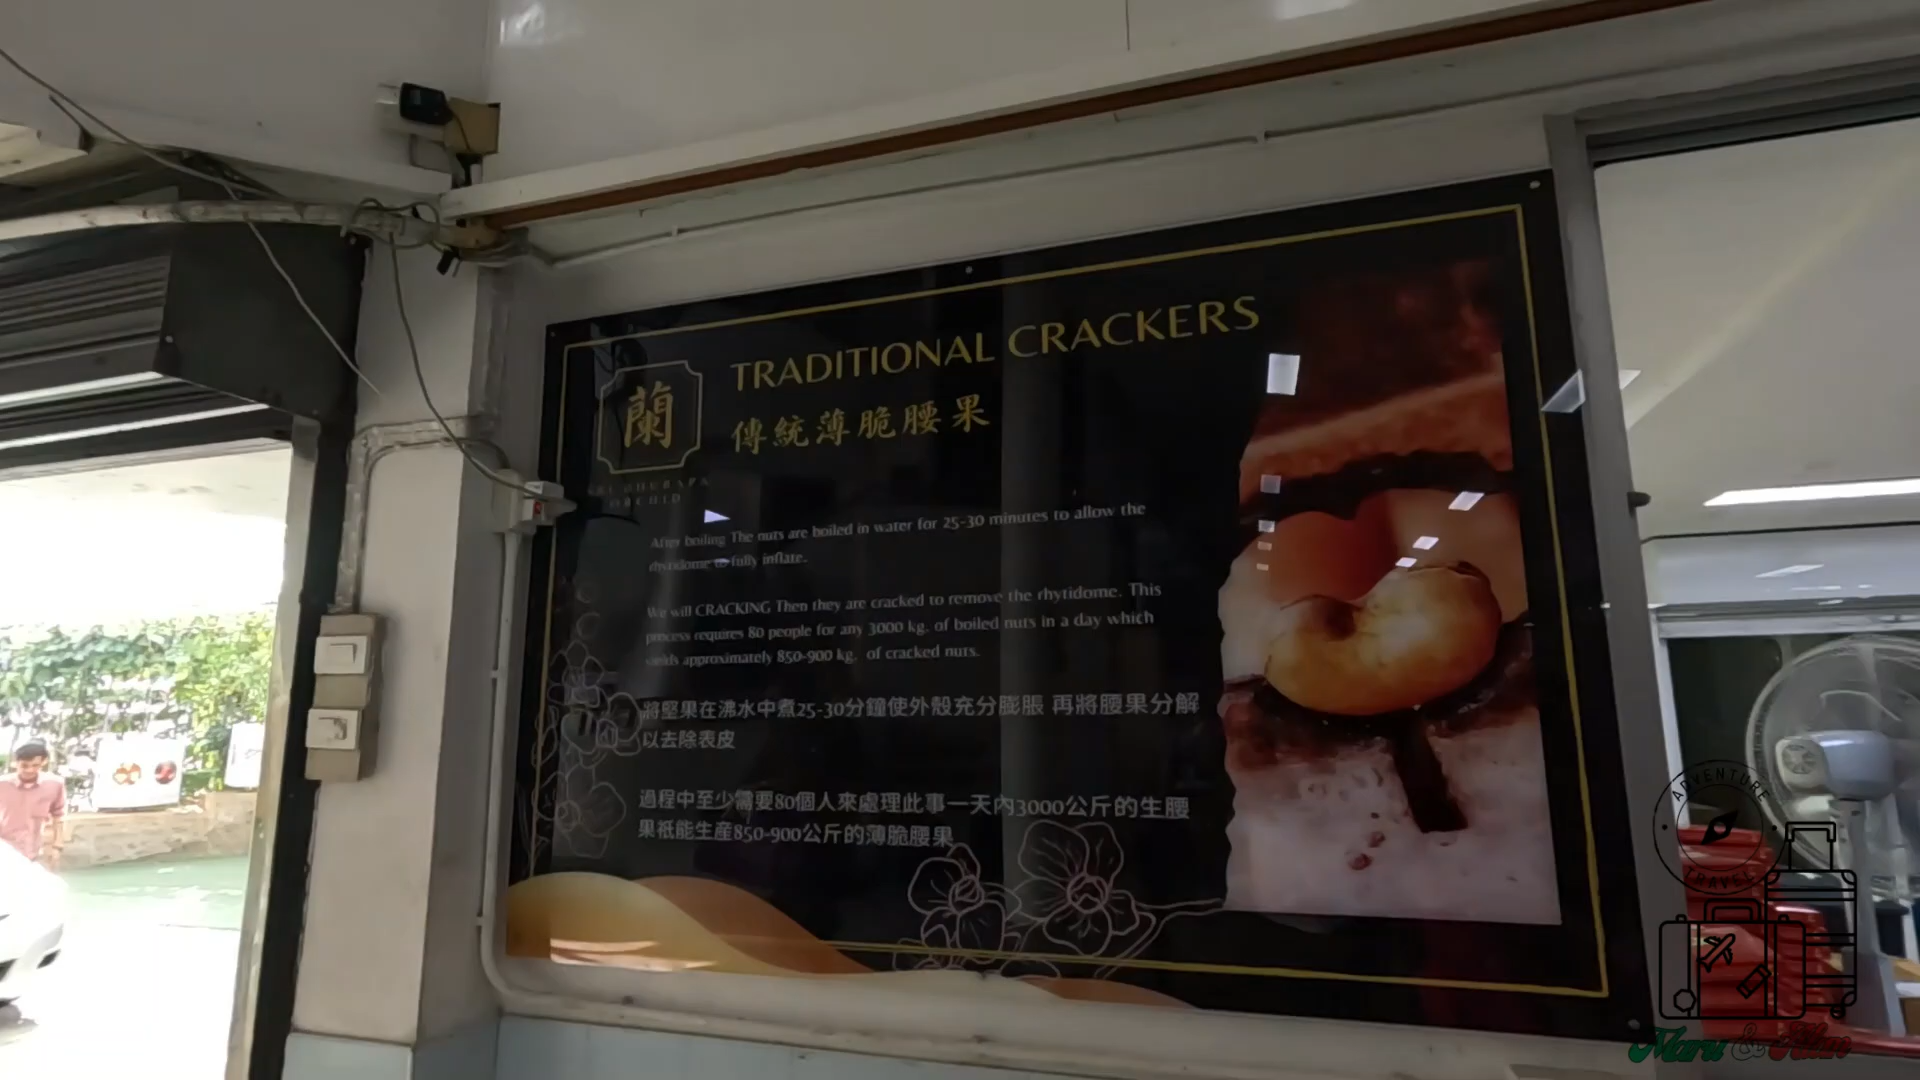 TRADITIONAL CRACKERS
蘭
傳統薄脆腰果
ORCHID
After boiling The nuts are boiled in water for 25-30 minutes to allow the
rhytidome to fully inflate.
We will CRACKING Then they are cracked to remove the rhytidome. This
process requires 80 people for any 3000 kg. of boiled nuts in a day which
yields approximately 850-900 kg. of cracked nuts.
將堅果在沸水中煮25-30分鐘使外殼充分膨脹 再將腰果分解
以去除表皮
過程中至少需要80個人來處理此事一天內3000公斤的生腰
果衹能生産850-900公斤的薄脆腰果
ADVENTURE
TRAVEL